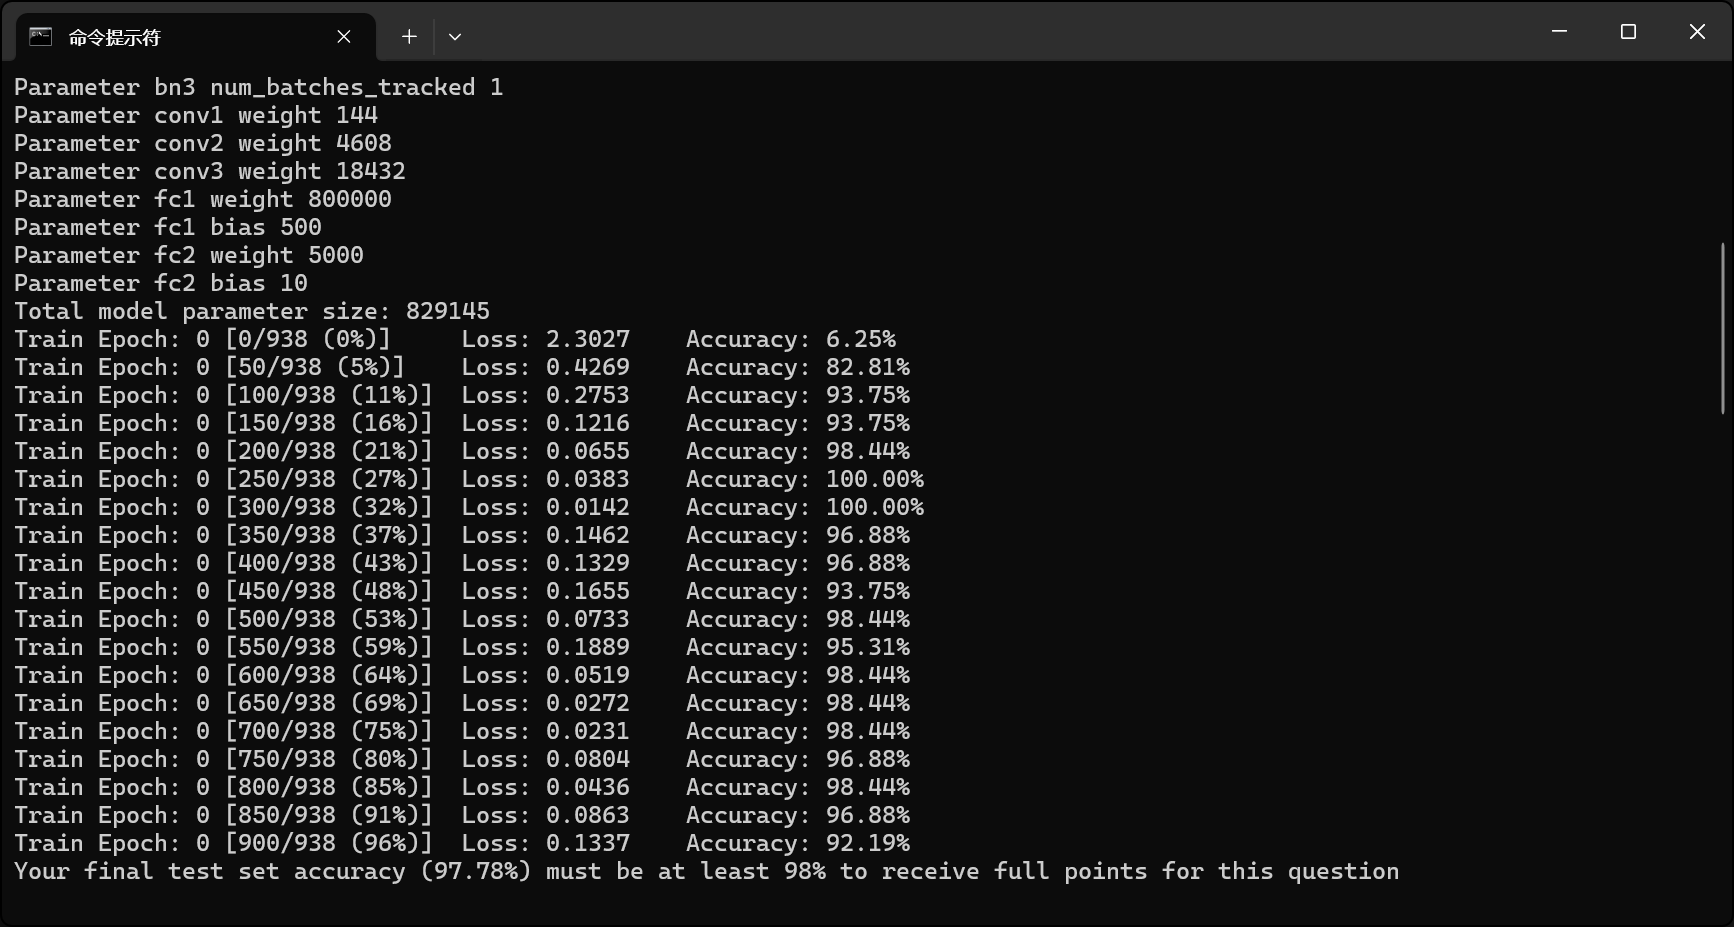 命令提示符
Parameter bn3 num_batches_tracked 1
Parameter conv1 weight 144
Parameter conv2 weight 4608
Parameter conv3 weight 18432
Parameter fc1 weight 800000
Parameter fc1 bias 500
Parameter fc2 weight 5000
Parameter fc2 bias 10
Total model parameter size: 829145
Train Epoch: 0 [0/938 (0%)] Loss: 2.3027 Accuracy: 6.25%
Train Epoch: 0 [50/938 (5%)] Loss: 0.4269 Accuracy: 82.81%
Train Epoch: 0 [100/938 (11%)] Loss: 0.2753 Accuracy: 93.75%
Train Epoch: 0 [150/938 (16%)] Loss: 0.1216 Accuracy: 93.75%
Train Epoch: 0 [200/938 (21%)] Loss: 0.0655 Accuracy: 98.44%
Train Epoch: 0 [250/938 (27%)] Loss: 0.0383 Accuracy: 100.00%
Train Epoch: 0 [300/938 (32%)] Loss: 0.0142 Accuracy: 100.00%
Train Epoch: 0 [350/938 (37%)] Loss: 0.1462 Accuracy: 96.88%
Train Epoch: 0 [400/938 (43%)] Loss: 0.1329 Accuracy: 96.88%
Train Epoch: 0 [450/938 (48%)] Loss: 0.1655 Accuracy: 93.75%
Train Epoch: 0 [500/938 (53%)] Loss: 0.0733 Accuracy: 98.44%
Train Epoch: 0 [550/938 (59%)] Loss: 0.1889 Accuracy: 95.31%
Train Epoch: 0 [600/938 (64%)] Loss: 0.0519 Accuracy: 98.44%
Train Epoch: 0 [650/938 (69%)] Loss: 0.0272 Accuracy: 98.44%
Train Epoch: 0 [700/938 (75%)] Loss: 0.0231 Accuracy: 98.44%
Train Epoch: 0 [750/938 (80%)] Loss: 0.0804 Accuracy: 96.88%
Train Epoch: 0 [800/938 (85%)] Loss: 0.0436 Accuracy: 98.44%
Train Epoch: 0 [850/938 (91%)] Loss: 0.0863 Accuracy: 96.88%
Train Epoch: 0 [900/938 (96%)] Loss: 0.1337 Accuracy: 92.19%
Your final test set accuracy (97.78%) must be at least 98% to receive full points for this question